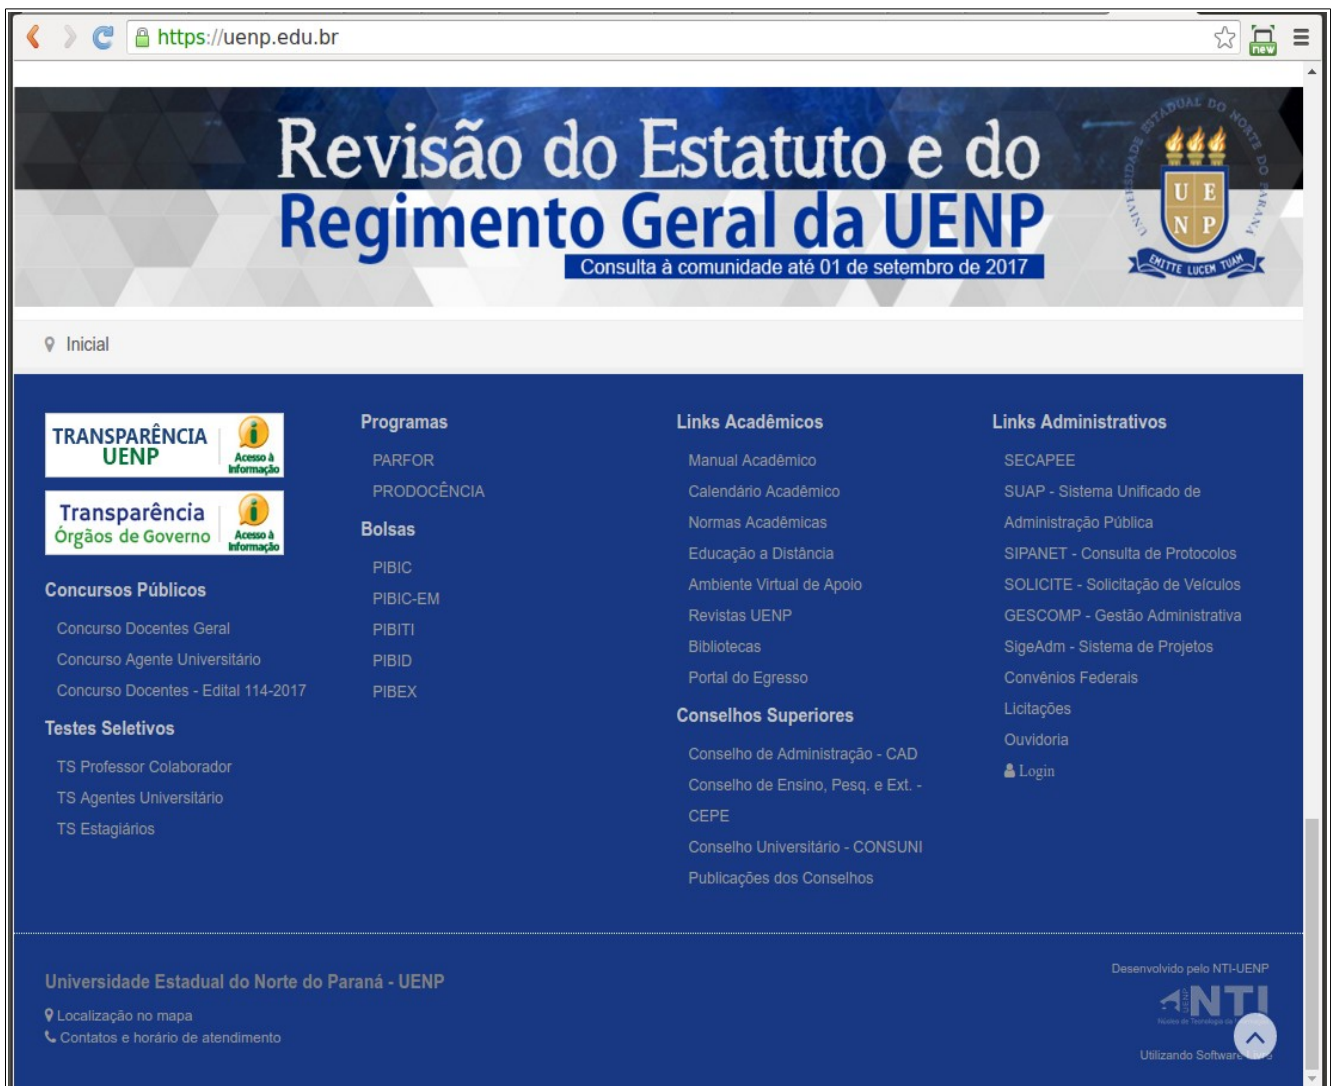 https://uenp.edu.br
new
Revisão do Estatuto e do
Regimento Geral da UENP
Consulta à comunidade até 01 de setembro de 2017
UNIVERSIDADE ESTADUAL DO NORTE DO PARANÁ
U E
N P
EMITTE LUCEM TUAM
Inicial
TRANSPARÊNCIA
UENP
Acesso à
Informação
Transparência
Órgãos de Governo
Acesso à
Informação
Concursos Públicos
Concurso Docentes Geral
Concurso Agente Universitário
Concurso Docentes - Edital 114-2017
Testes Seletivos
TS Professor Colaborador
TS Agentes Universitário
TS Estagiários
Programas
PARFOR
PRODOCÊNCIA
Bolsas
PIBIC
PIBIC-EM
PIBITI
PIBID
PIBEX
Links Acadêmicos
Manual Acadêmico
Calendário Acadêmico
Normas Acadêmicas
Educação a Distância
Ambiente Virtual de Apoio
Revistas UENP
Bibliotecas
Portal do Egresso
Conselhos Superiores
Conselho de Administração - CAD
Conselho de Ensino, Pesq. e Ext. -
CEPE
Conselho Universitário - CONSUNI
Publicações dos Conselhos
Links Administrativos
SECAPEE
SUAP - Sistema Unificado de
Administração Pública
SIPANET - Consulta de Protocolos
SOLICITE - Solicitação de Veículos
GESCOMP - Gestão Administrativa
SigeAdm - Sistema de Projetos
Convênios Federais
Licitações
Ouvidoria
Login
Universidade Estadual do Norte do Paraná - UENP
Localização no mapa
Contatos e horário de atendimento
Desenvolvido pelo NTI-UENP
UENP
NTI
Núcleo de Tecnologia da
Utilizando Software Livre